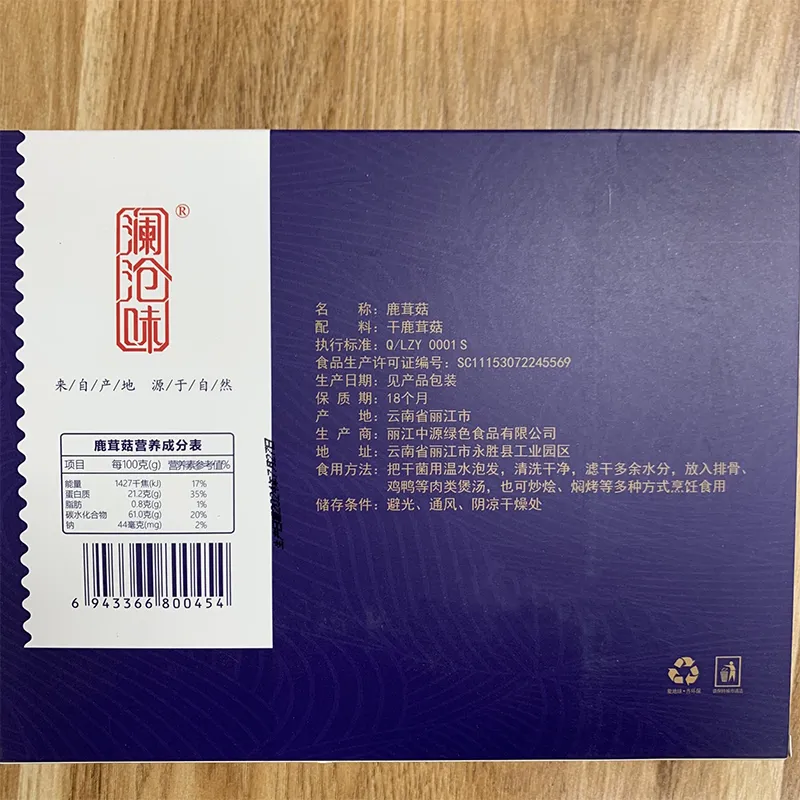 澜沧味®
来/自/产/地 源/于/自/然
鹿茸菇营养成分表
项目 每100克(g) 营养素参考值%
能量 1427千焦(kJ) 17%
蛋白质 21.2克(g) 35%
脂肪 0.8克(g) 1%
碳水化合物 61.0克(g) 20%
钠 44毫克(mg) 2%
6 943366 800454
名 称：鹿茸菇
配 料：干鹿茸菇
执行标准：Q/LZY 0001 S
食品生产许可证编号：SC11153072245569
生产日期：见产品包装
保 质 期：18个月
产 地：云南省丽江市
生 产 商：丽江中源绿色食品有限公司
地 址：云南省丽江市永胜县工业园区
食用方法：把干菌用温水泡发，清洗干净，滤干多余水分，放入排骨、
鸡鸭等肉类煲汤，也可炒烩、焖烤等多种方式烹饪食用
储存条件：避光、通风、阴凉干燥处